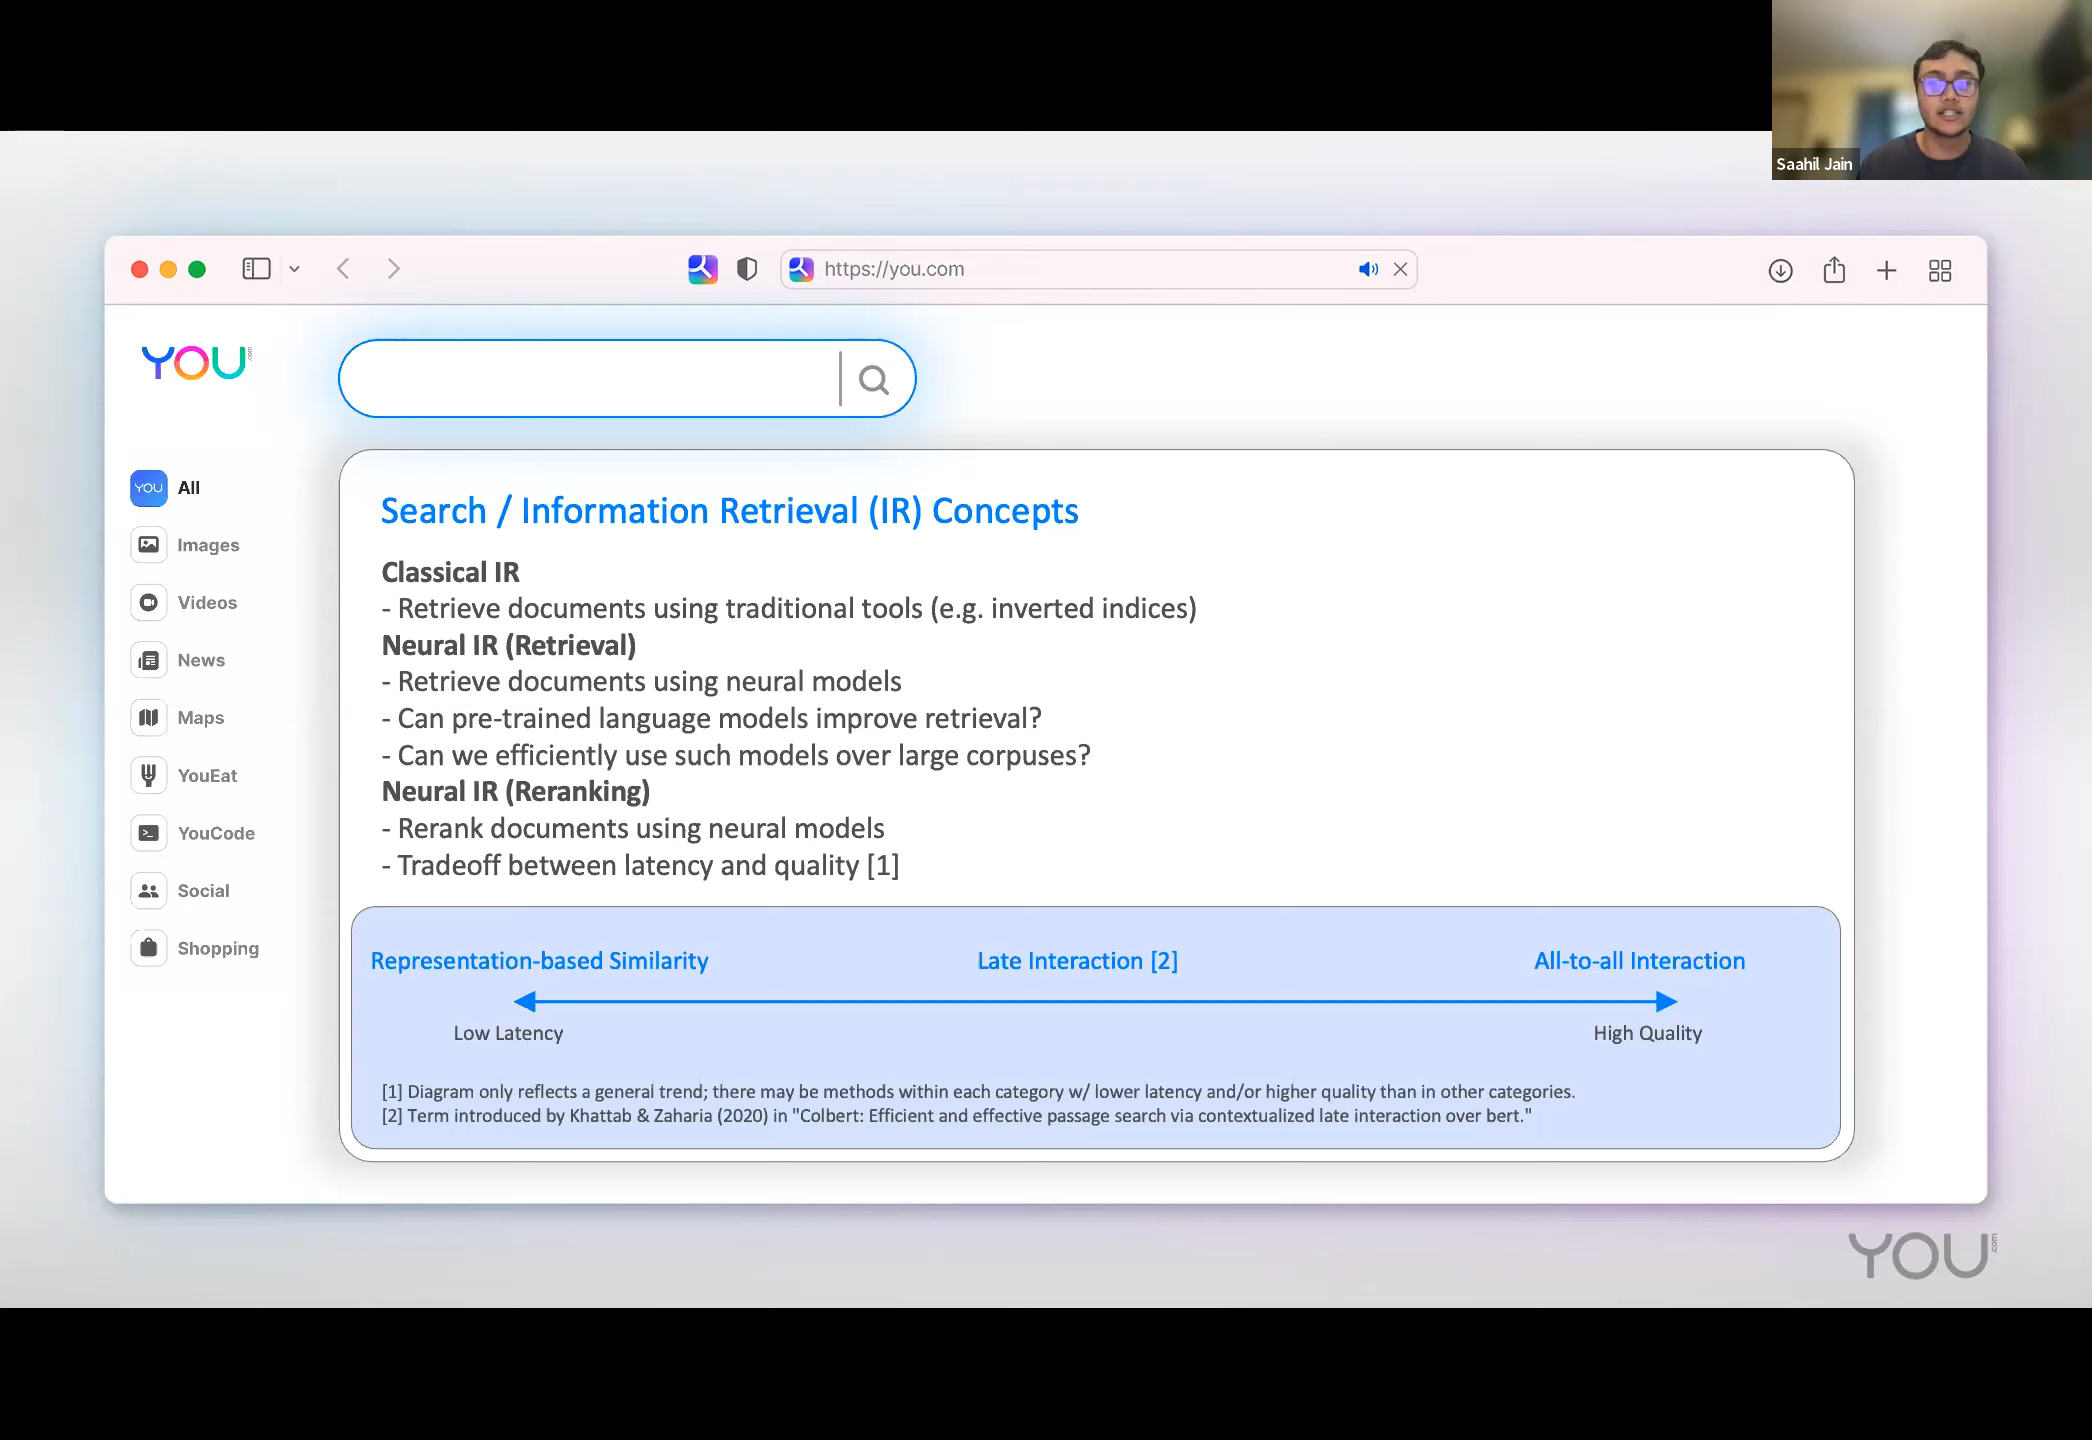 Saahil Jain
https://you.com
YOU.com
YOU All
Images
Videos
News
Maps
YouEat
YouCode
Social
Shopping
Search / Information Retrieval (IR) Concepts
Classical IR
- Retrieve documents using traditional tools (e.g. inverted indices)
Neural IR (Retrieval)
- Retrieve documents using neural models
- Can pre-trained language models improve retrieval?
- Can we efficiently use such models over large corpuses?
Neural IR (Reranking)
- Rerank documents using neural models
- Tradeoff between latency and quality [1]
Representation-based Similarity Late Interaction [2] All-to-all Interaction
Low Latency High Quality
[1] Diagram only reflects a general trend; there may be methods within each category w/ lower latency and/or higher quality than in other categories.
[2] Term introduced by Khattab & Zaharia (2020) in "Colbert: Efficient and effective passage search via contextualized late interaction over bert."
YOU.com